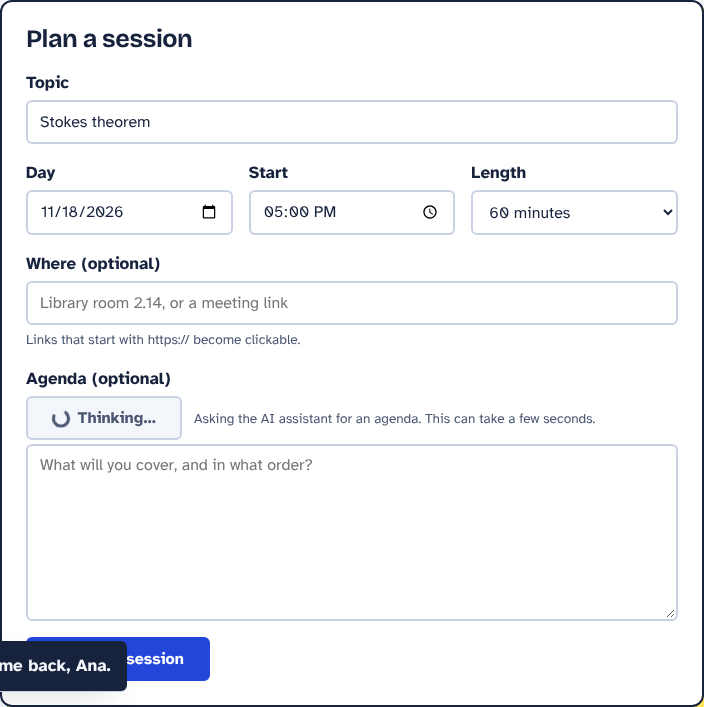 Plan a session
Topic
Stokes theorem
Day Start Length
11/18/2026 05:00 PM 60 minutes
Where (optional)
Library room 2.14, or a meeting link
Links that start with https:// become clickable.
Agenda (optional)
Thinking... Asking the AI assistant for an agenda. This can take a few seconds.
What will you cover, and in what order?
session
me back, Ana.